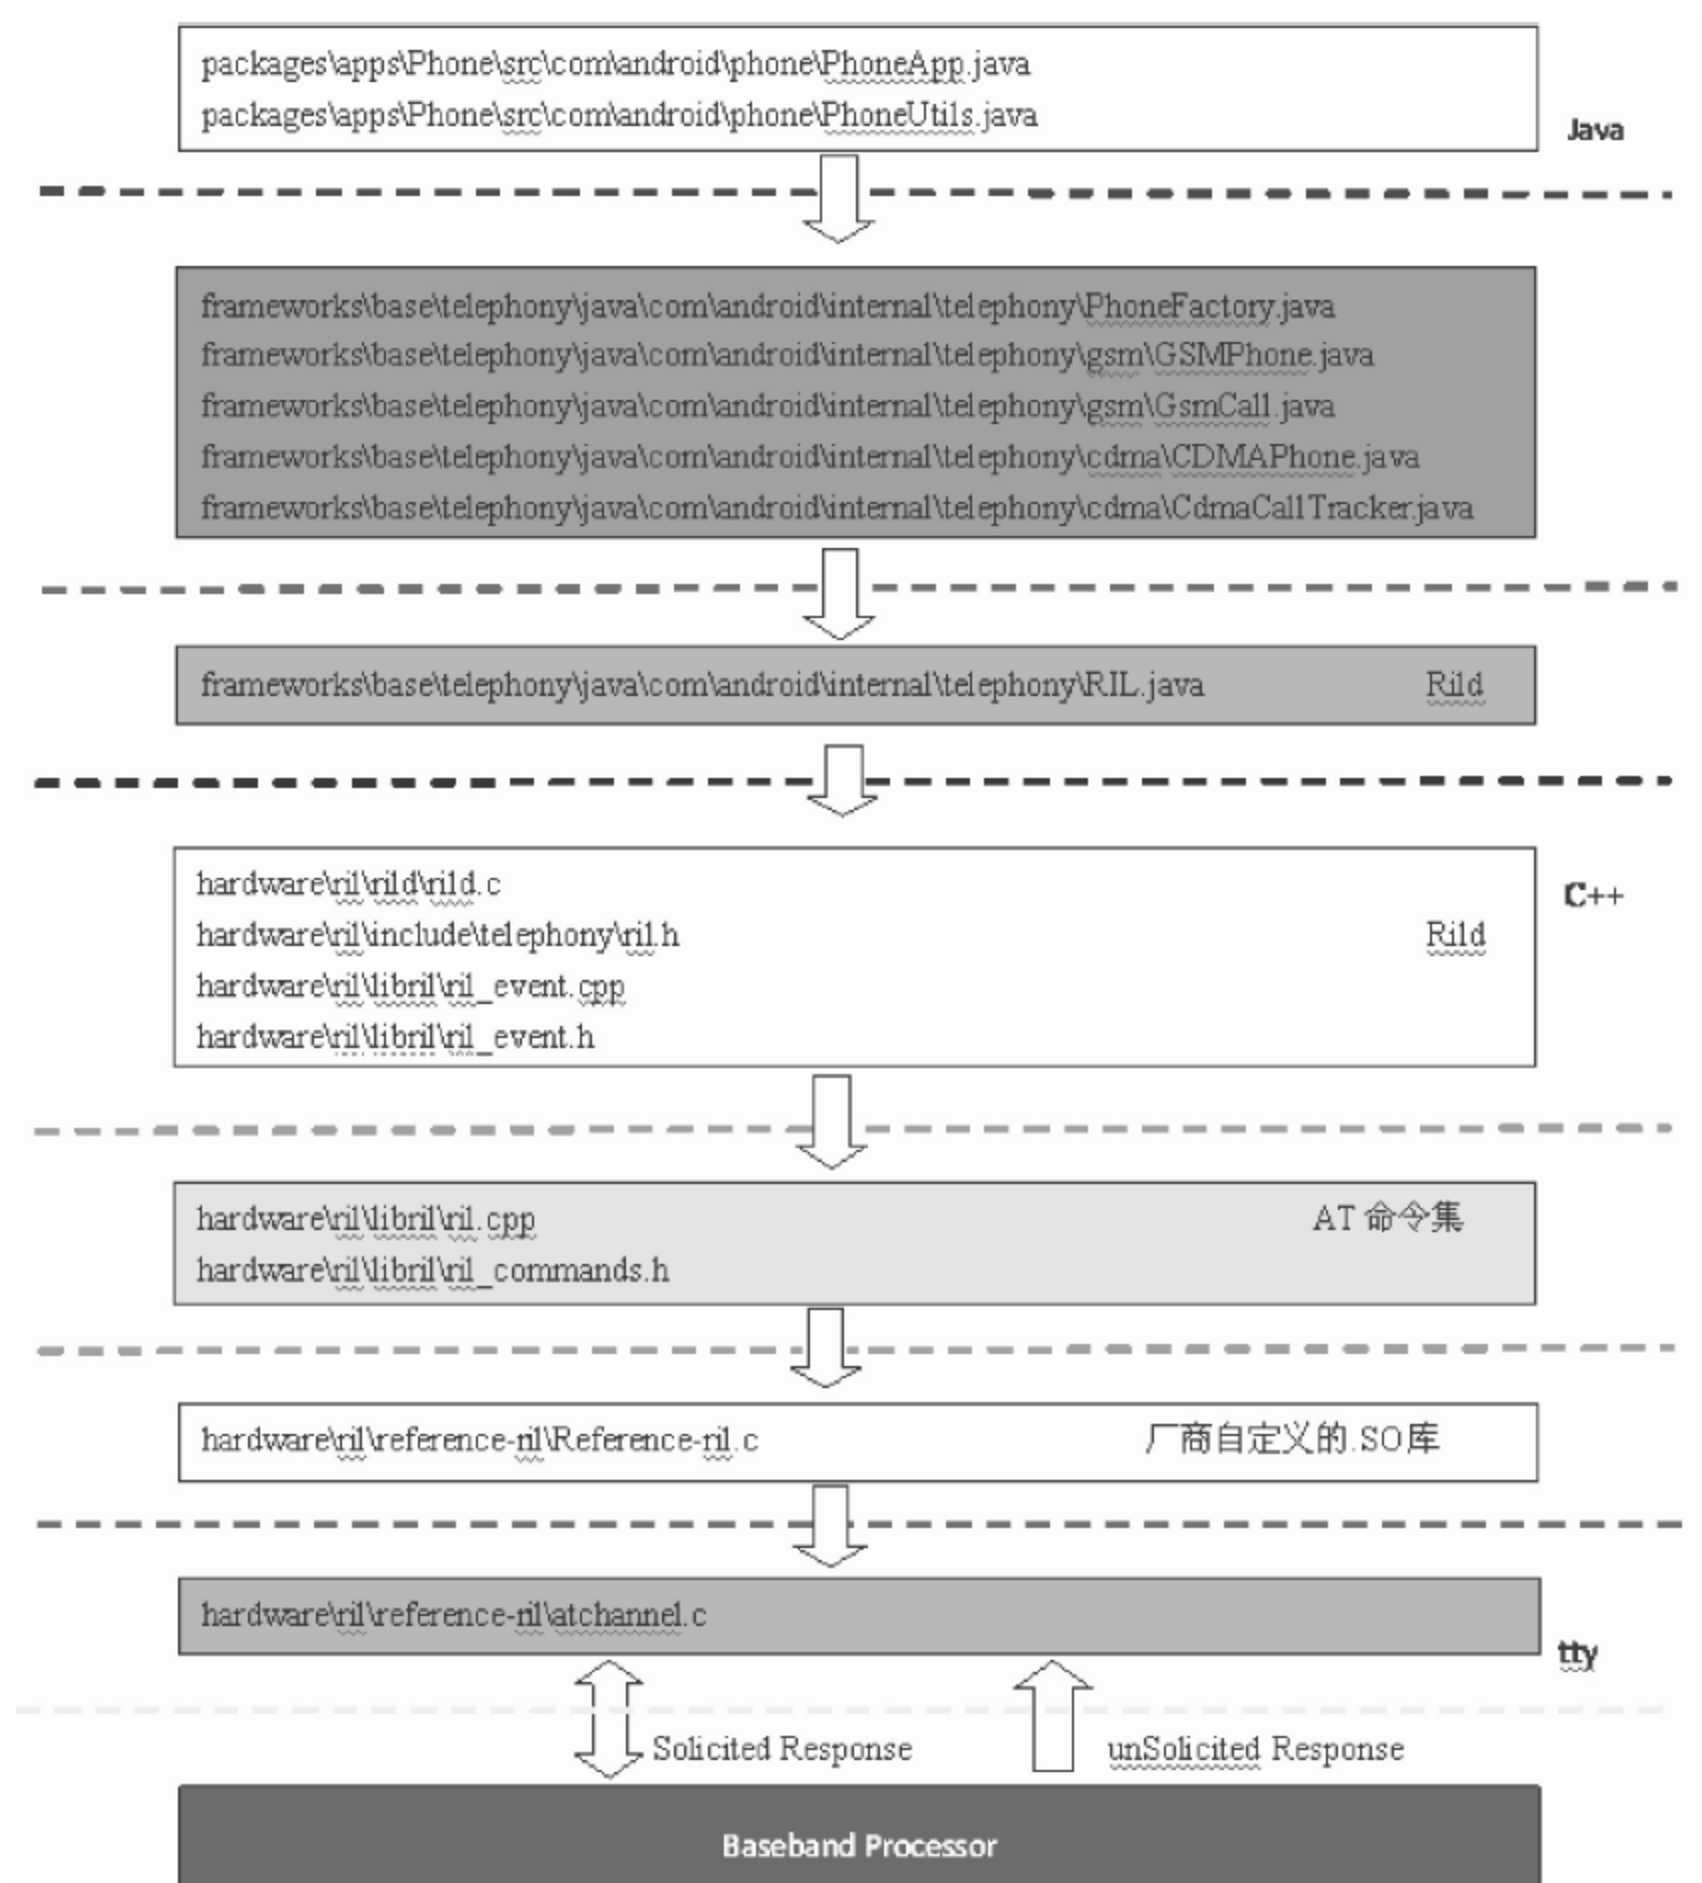 packages\apps\Phone\src\com\android\phone\PhoneApp.java
packages\apps\Phone\src\com\android\phone\PhoneUtils.java
Java
frameworks\base\telephony\java\com\android\internal\telephony\PhoneFactory.java
frameworks\base\telephony\java\com\android\internal\telephony\gsm\GSMPhone.java
frameworks\base\telephony\java\com\android\internal\telephony\gsm\GsmCall.java
frameworks\base\telephony\java\com\android\internal\telephony\cdma\CDMAPhone.java
frameworks\base\telephony\java\com\android\internal\telephony\cdma\CdmaCallTracker.java
frameworks\base\telephony\java\com\android\internal\telephony\RIL.java Rild
hardware\ril\rild\rild.c
C++
hardware\ril\include\telephony\ril.h Rild
hardware\ril\libril\ril_event.cpp
hardware\ril\libril\ril_event.h
hardware\ril\libril\ril.cpp AT 命令集
hardware\ril\libril\ril_commands.h
hardware\ril\reference-ril\Reference-ril.c 厂商自定义的.SO库
hardware\ril\reference-ril\atchannel.c
tty
Solicited Response unSolicited Response
Baseband Processor